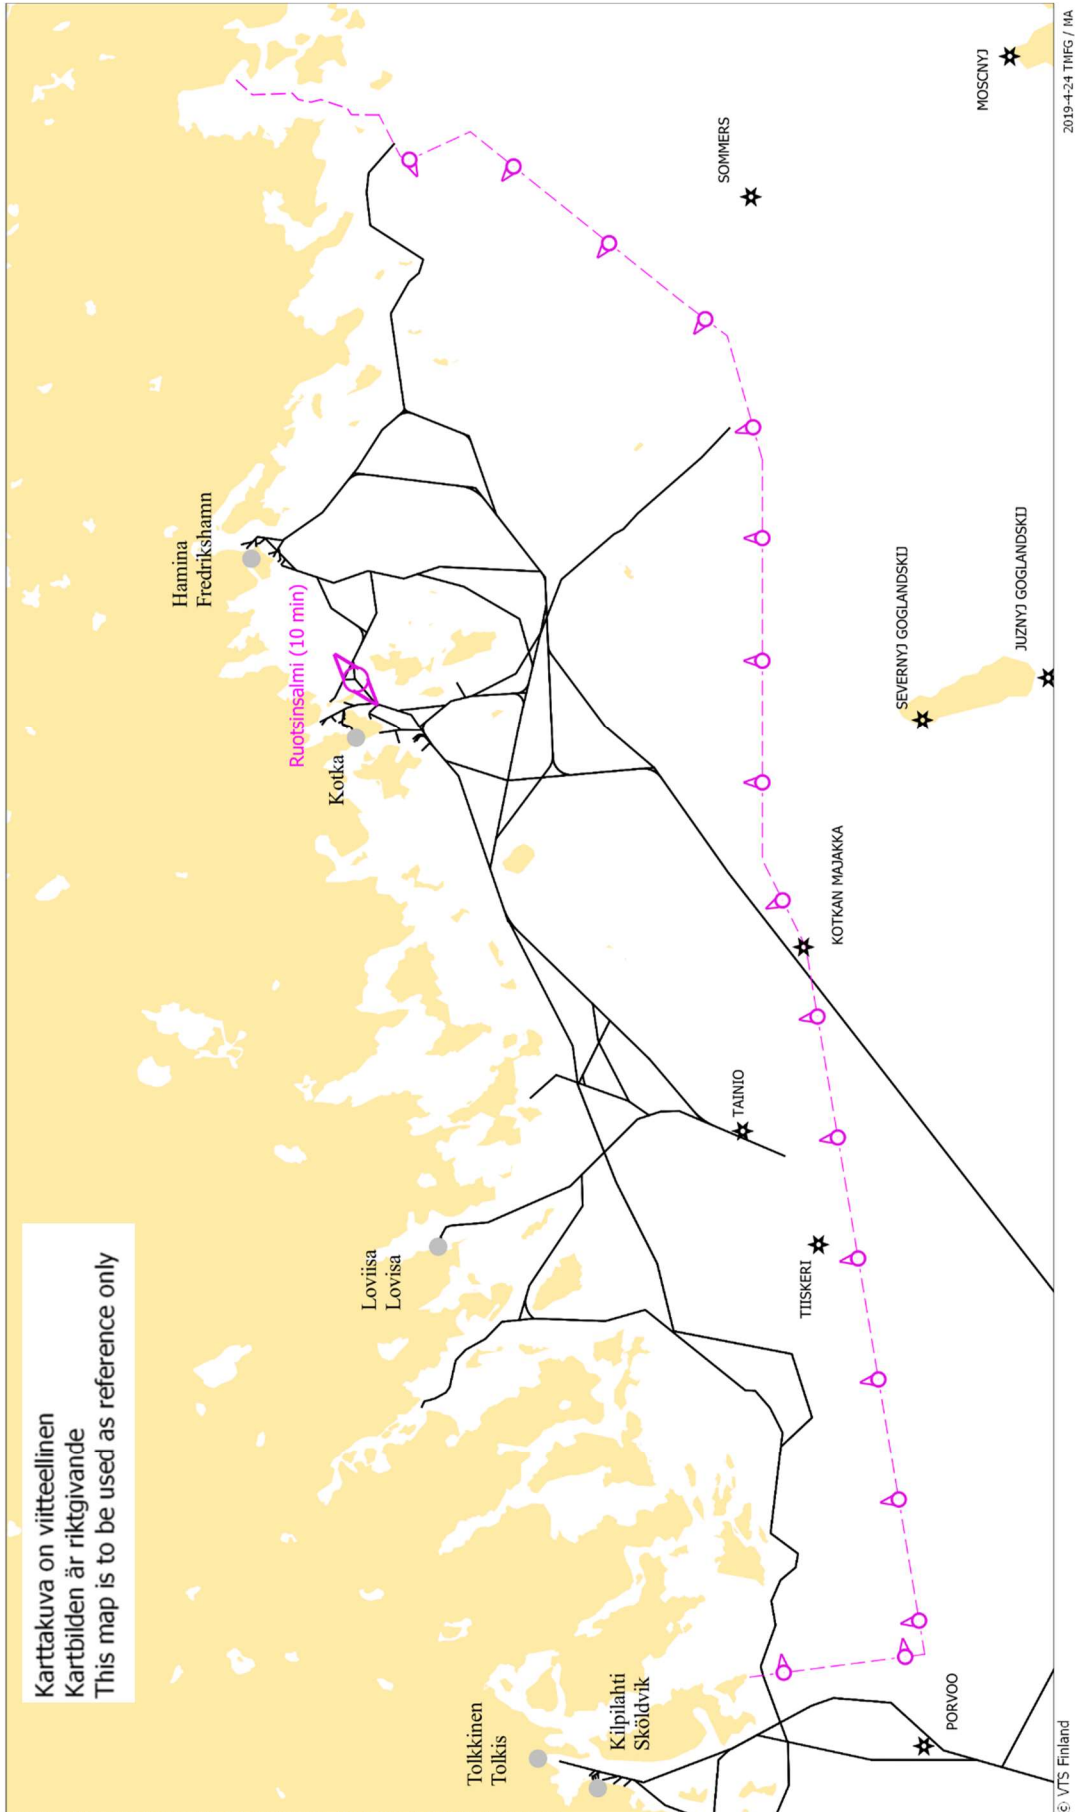 Karttakuva on viitteellinen
Kartbilden är riktgivande
This map is to be used as reference only
Hamina
Fredrikshamn
Ruotsinsalmi (10 min)
Kotka
Loviisa
Lovisa
Tolkkinen
Tolkis
Kilpilahti
Sköldvik
SOMMERS
MOSCNYJ
SEVERNYJ GOGLANDSKIJ
JUZNYJ GOGLANDSKIJ
KOTKAN MAJAKKA
TAINIO
TIISKERI
PORVOO
© VTS Finland
2019-4-24 TMFG / MA